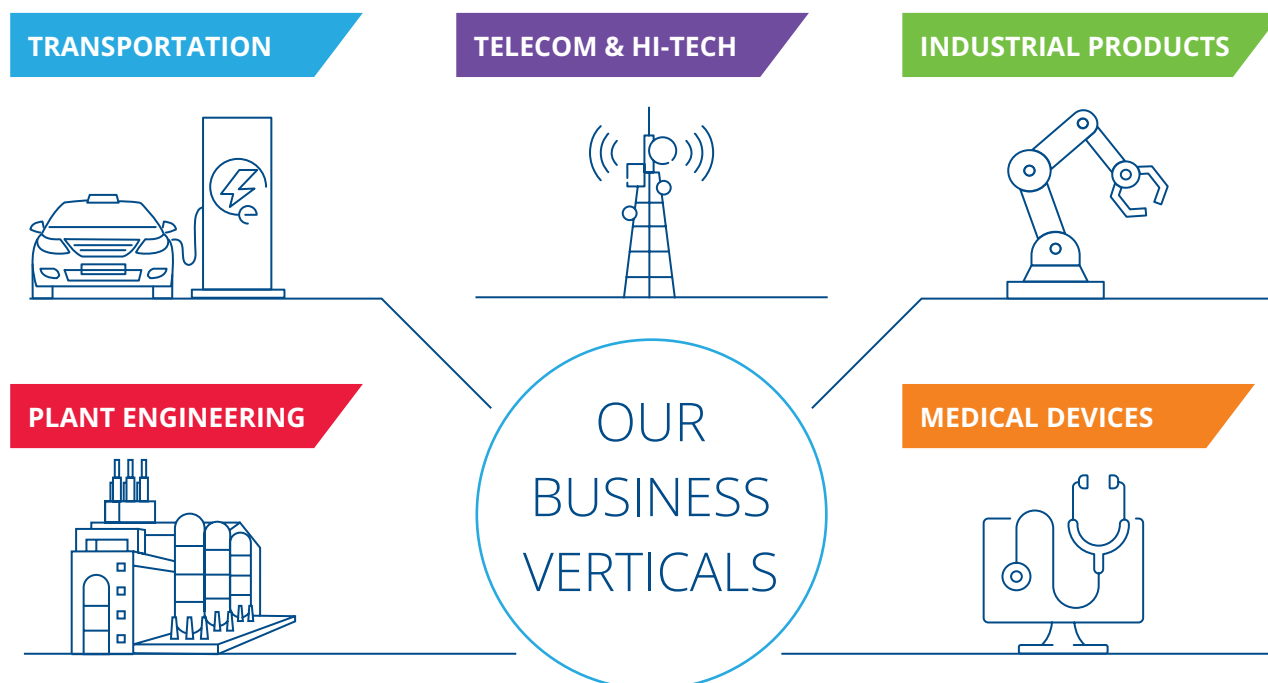 TRANSPORTATION
TELECOM & HI-TECH
INDUSTRIAL PRODUCTS
PLANT ENGINEERING
MEDICAL DEVICES
OUR
BUSINESS
VERTICALS